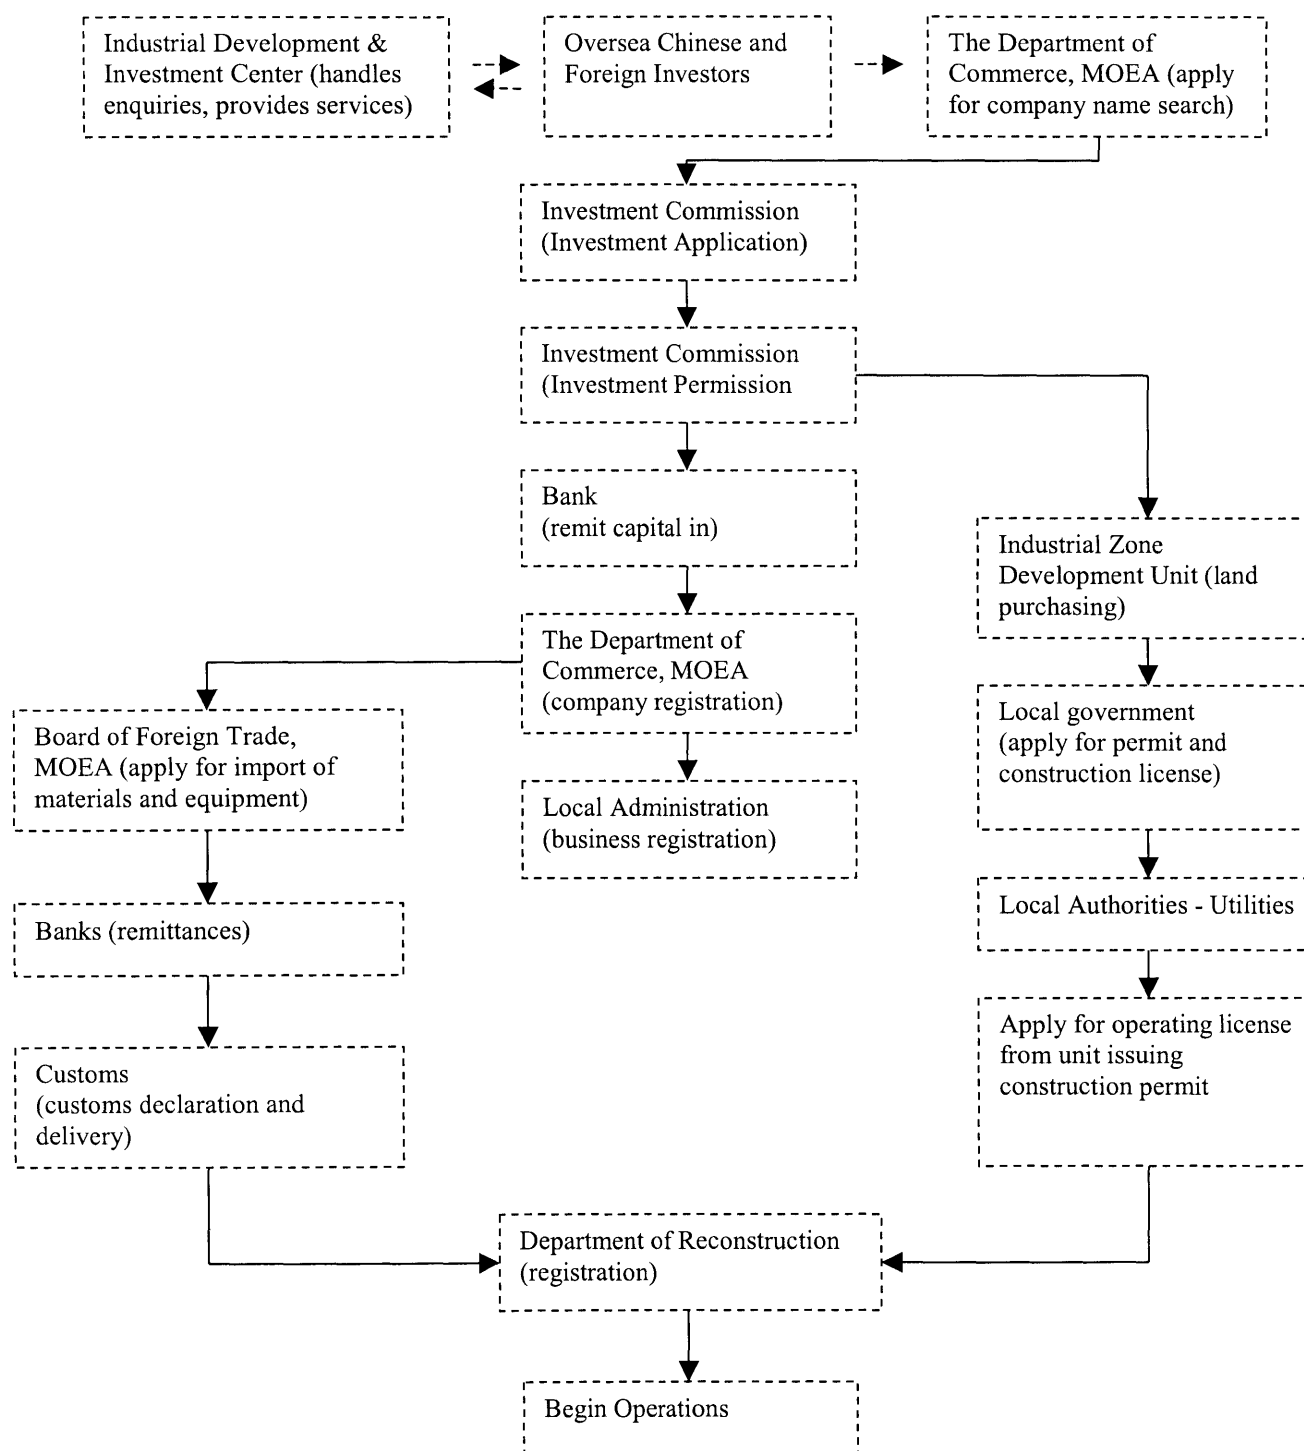 Industrial Development &
Investment Center (handles
enquiries, provides services)
Oversea Chinese and
Foreign Investors
The Department of
Commerce, MOEA (apply
for company name search)
Investment Commission
(Investment Application)
Investment Commission
(Investment Permission
Bank
(remit capital in)
Industrial Zone
Development Unit (land
purchasing)
The Department of
Commerce, MOEA
(company registration)
Board of Foreign Trade,
MOEA (apply for import of
materials and equipment)
Local government
(apply for permit and
construction license)
Local Administration
(business registration)
Banks (remittances)
Local Authorities - Utilities
Customs
(customs declaration and
delivery)
Apply for operating license
from unit issuing
construction permit
Department of Reconstruction
(registration)
Begin Operations